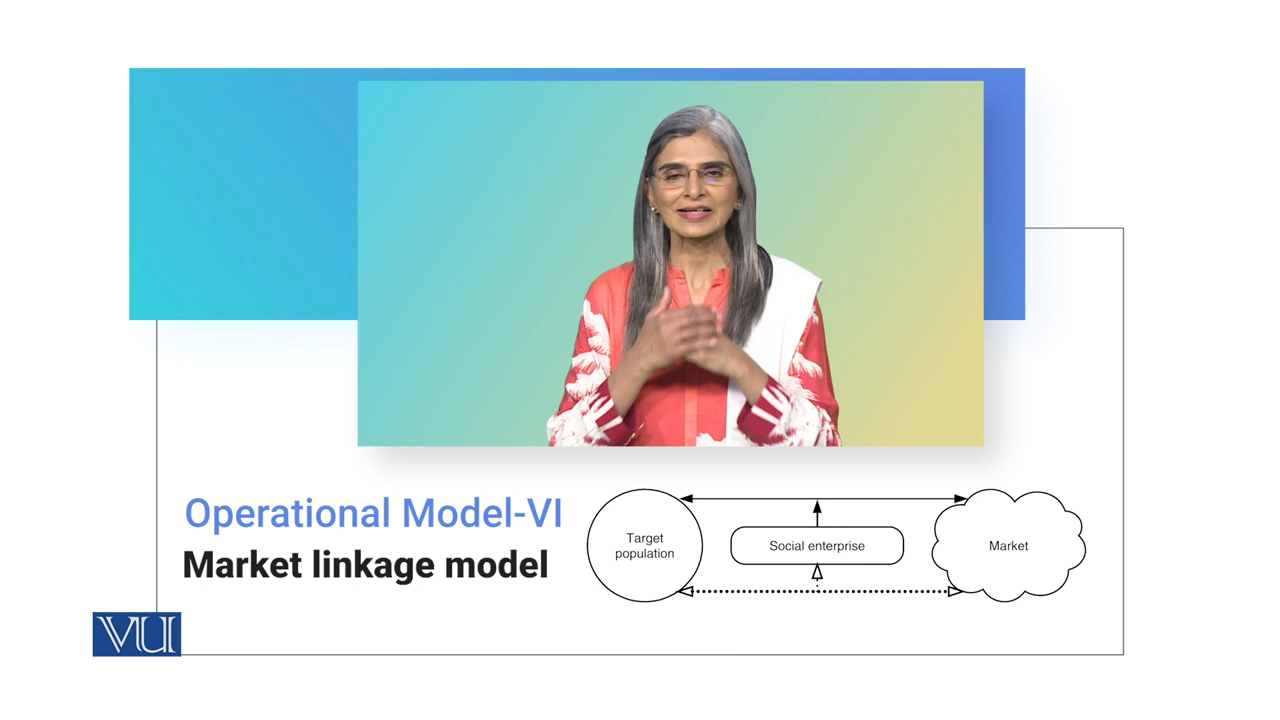 Operational Model-VI
Market linkage model
Target
population
Social enterprise
Market
VU